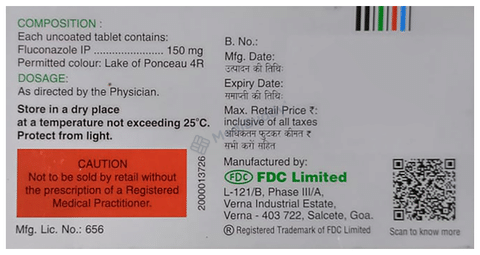 COMPOSITION :
Each uncoated tablet contains:
Fluconazole IP ........................ 150 mg
Permitted colour: Lake of Ponceau 4R
DOSAGE:
As directed by the Physician.
Store in a dry place
at a temperature not exceeding 25°C.
Protect from light.
CAUTION
Not to be sold by retail without
the prescription of a Registered
Medical Practitioner.
Mfg. Lic. No.: 656
2000013726
B. No.:
Mfg. Date:
उत्पादन की तिथि:
Expiry Date:
समाप्ती की तिथि:
Max. Retail Price ₹:
inclusive of all taxes
अधिकतम फुटकर कीमत ₹
सभी करों सहित
Manufactured by:
FDC FDC Limited
L-121/B, Phase III/A,
Verna Industrial Estate,
Verna - 403 722, Salcete, Goa.
® Registered Trademark of FDC Limited
Scan to know more